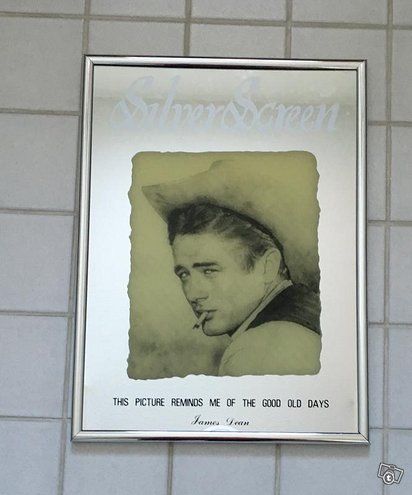 Silver Screen
THIS PICTURE REMINDS ME OF THE GOOD OLD DAYS
James Dean